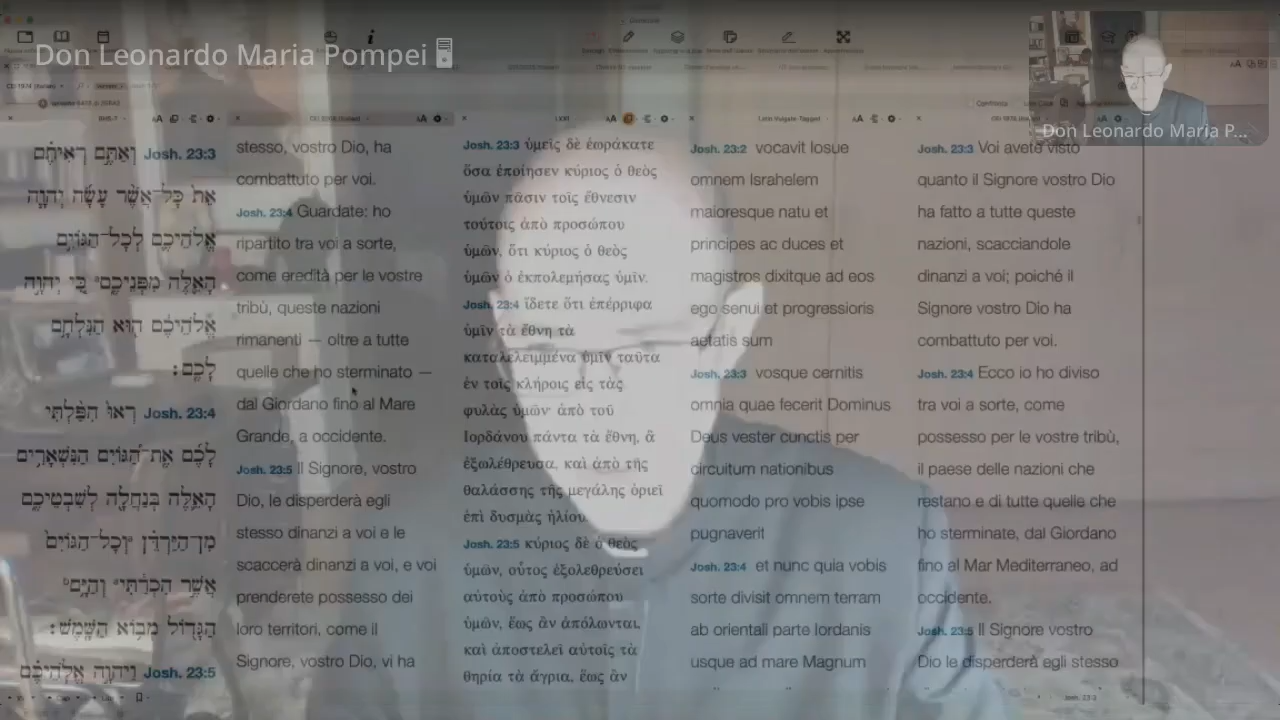 Don Leonardo Maria Pompei
Don Leonardo Maria P...
Josh. 23:3 וְאַתֶּם רְאִיתֶם
אֵת כָּל־אֲשֶׁר עָשָׂה יְהוָה
אֱלֹהֵיכֶם לְכָל־הַגּוֹיִם
הָאֵלֶּה מִפְּנֵיכֶם כִּי יְהוָה
אֱלֹהֵיכֶם הוּא הַנִּלְחָם
לָכֶם׃
Josh. 23:4 רְאוּ הִפַּלְתִּי
לָכֶם אֶת־הַגּוֹיִם הַנִּשְׁאָרִים
הָאֵלֶּה בְּנַחֲלָה לְשִׁבְטֵיכֶם
מִן־הַיַּרְדֵּן וְכָל־הַגּוֹיִם
אֲשֶׁר הִכְרַתִּי וְהַיָּם
הַגָּדוֹל מְבוֹא הַשָּׁמֶשׁ׃
Josh. 23:5 וַיהוָה אֱלֹהֵיכֶם
stesso, vostro Dio, ha
combattuto per voi.
Josh. 23:4 Guardate: ho
ripartito tra voi a sorte,
come eredità per le vostre
tribù, queste nazioni
rimanenti — oltre a tutte
quelle che ho sterminato —
dal Giordano fino al Mare
Grande, a occidente.
Josh. 23:5 Il Signore, vostro
Dio, le disperderà egli
stesso dinanzi a voi e le
scaccerà dinanzi a voi, e voi
prenderete possesso dei
loro territori, come il
Signore, vostro Dio, vi ha
Josh. 23:3 ὑμεῖς δὲ ἑωράκατε
ὅσα ἐποίησεν κύριος ὁ θεὸς
ὑμῶν πᾶσιν τοῖς ἔθνεσιν
τούτοις ἀπὸ προσώπου
ὑμῶν, ὅτι κύριος ὁ θεὸς
ὑμῶν ὁ ἐκπολεμήσας ὑμῖν.
Josh. 23:4 ἴδετε ὅτι ἐπέρριφα
ὑμῖν τὰ ἔθνη τὰ
καταλελειμμένα ὑμῖν ταῦτα
ἐν τοῖς κλήροις εἰς τὰς
φυλὰς ὑμῶν· ἀπὸ τοῦ
Ιορδάνου πάντα τὰ ἔθνη, ἃ
ἐξωλέθρευσα, καὶ ἀπὸ τῆς
θαλάσσης τῆς μεγάλης ὁριεῖ
ἐπὶ δυσμὰς ἡλίου.
Josh. 23:5 κύριος δὲ ὁ θεὸς
ὑμῶν, οὗτος ἐξολεθρεύσει
αὐτοὺς ἀπὸ προσώπου
ὑμῶν, ἕως ἂν ἀπόλωνται,
καὶ ἀποστελεῖ αὐτοῖς τὰ
θηρία τὰ ἄγρια, ἕως ἂν
Josh. 23:2 vocavit Iosue
omnem Israhelem
maioresque natu et
principes ac duces et
magistros dixitque ad eos
ego senui et progressioris
aetatis sum
Josh. 23:3 vosque cernitis
omnia quae fecerit Dominus
Deus vester cunctis per
circuitum nationibus
quomodo pro vobis ipse
pugnaverit
Josh. 23:4 et nunc quia vobis
sorte divisit omnem terram
ab orientali parte Iordanis
usque ad mare Magnum
Josh. 23:3 Voi avete visto
quanto il Signore vostro Dio
ha fatto a tutte queste
nazioni, scacciandole
dinanzi a voi; poiché il
Signore vostro Dio ha
combattuto per voi.
Josh. 23:4 Ecco io ho diviso
tra voi a sorte, come
possesso per le vostre tribù,
il paese delle nazioni che
restano e di tutte quelle che
ho sterminate, dal Giordano
fino al Mar Mediterraneo, ad
occidente.
Josh. 23:5 Il Signore vostro
Dio le disperderà egli stesso